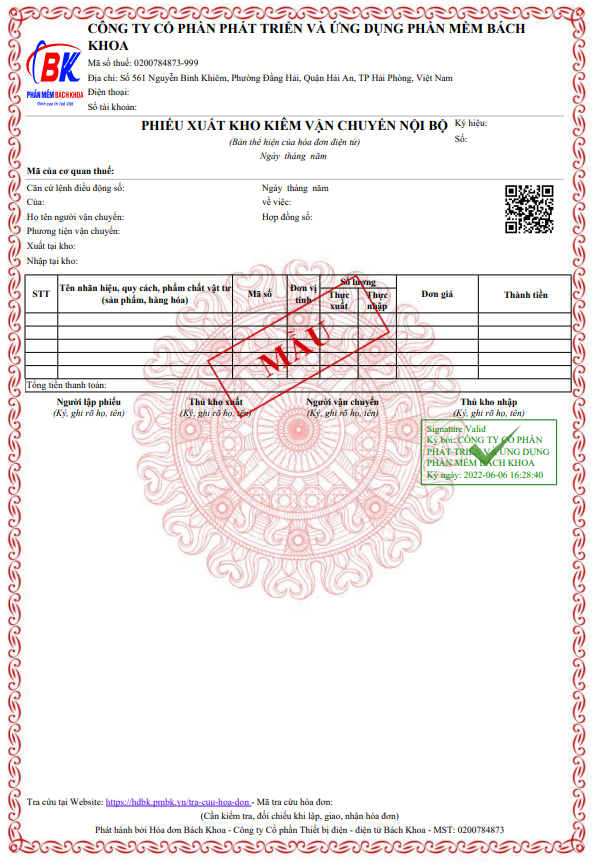 CÔNG TY CỔ PHẦN PHÁT TRIỂN VÀ ỨNG DỤNG PHẦN MỀM BÁCH
KHOA
BK
PHẦN MỀM BÁCH KHOA
Đỉnh cao trí tuệ Việt
Mã số thuế: 0200784873-999
Địa chỉ: Số 561 Nguyễn Bỉnh Khiêm, Phường Đằng Hải, Quận Hải An, TP Hải Phòng, Việt Nam
Điện thoại:
Số tài khoản:
PHIẾU XUẤT KHO KIÊM VẬN CHUYỂN NỘI BỘ
Ký hiệu:
(Bản thể hiện của hóa đơn điện tử)
Số:
Ngày tháng năm
Mã của cơ quan thuế:
Căn cứ lệnh điều động số: Ngày tháng năm
Của: về việc:
Họ tên người vận chuyển: Hợp đồng số:
Phương tiện vận chuyển:
Xuất tại kho:
Nhập tại kho:
STT Tên nhãn hiệu, quy cách, phẩm chất vật tư (sản phẩm, hàng hóa) Mã số Đơn vị tính Số lượng Đơn giá Thành tiền
Thực xuất Thực nhập
MẪU
Tổng tiền thanh toán:
Người lập phiếu Thủ kho xuất Người vận chuyển Thủ kho nhập
(Ký, ghi rõ họ, tên) (Ký, ghi rõ họ, tên) (Ký, ghi rõ họ, tên) (Ký, ghi rõ họ, tên)
Signature Valid
Ký bởi: CÔNG TY CỔ PHẦN
PHÁT TRIỂN VÀ ỨNG DỤNG
PHẦN MỀM BÁCH KHOA
Ký ngày: 2022-06-06 16:28:40
Tra cứu tại Website: https://hdbk.pmbk.vn/tra-cuu-hoa-don - Mã tra cứu hóa đơn:
(Cần kiểm tra, đối chiếu khi lập, giao, nhận hóa đơn)
Phát hành bởi Hóa đơn Bách Khoa - Công ty Cổ phần Thiết bị điện - điện tử Bách Khoa - MST: 0200784873